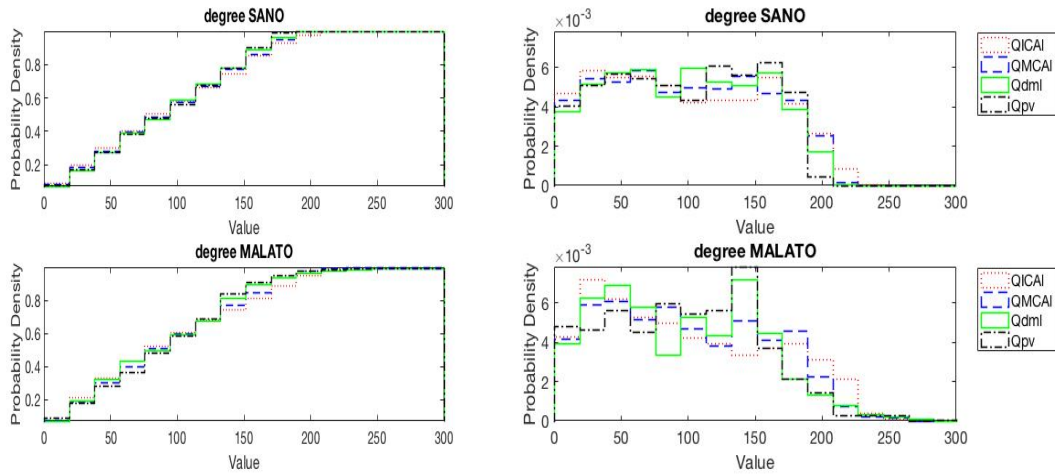 degree SANO
Probability Density
0.8
0.6
0.4
0.2
0 50 100 150 200 250 300
Value
degree SANO
×10⁻³
Probability Density
6
4
2
0
0 50 100 150 200 250 300
Value
QICAI
QMCAI
Qdml
Qpv
degree MALATO
Probability Density
0.8
0.6
0.4
0.2
0 50 100 150 200 250 300
Value
degree MALATO
×10⁻³
Probability Density
6
4
2
0
0 50 100 150 200 250 300
Value
QICAI
QMCAI
Qdml
Qpv